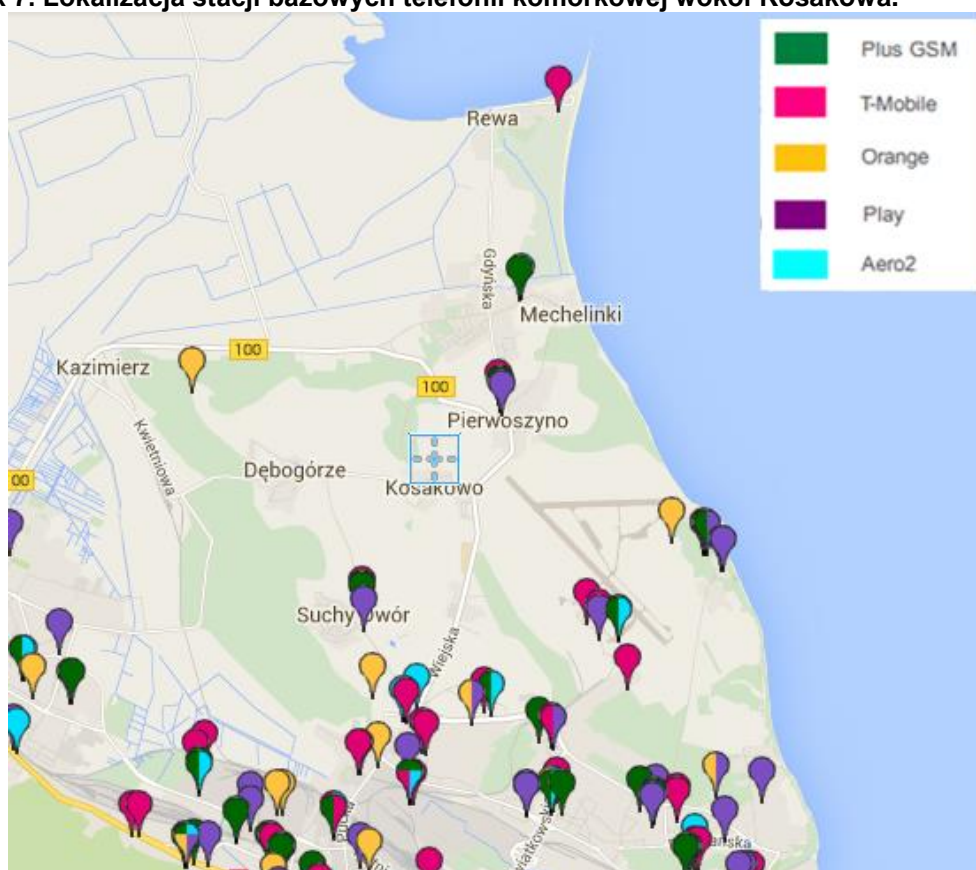 7. Lokalizacja stacji bazowych telefonii komórkowej wokół Kosakowa.
Plus GSM
T-Mobile
Orange
Play
Aero2
Rewa
Gdyńska
Mechelinki
100
Kazimierz
100
Pierwoszyno
Kwietniowa
Dębogórze
00
Kosakowo
Suchy Dwór
Wiejska